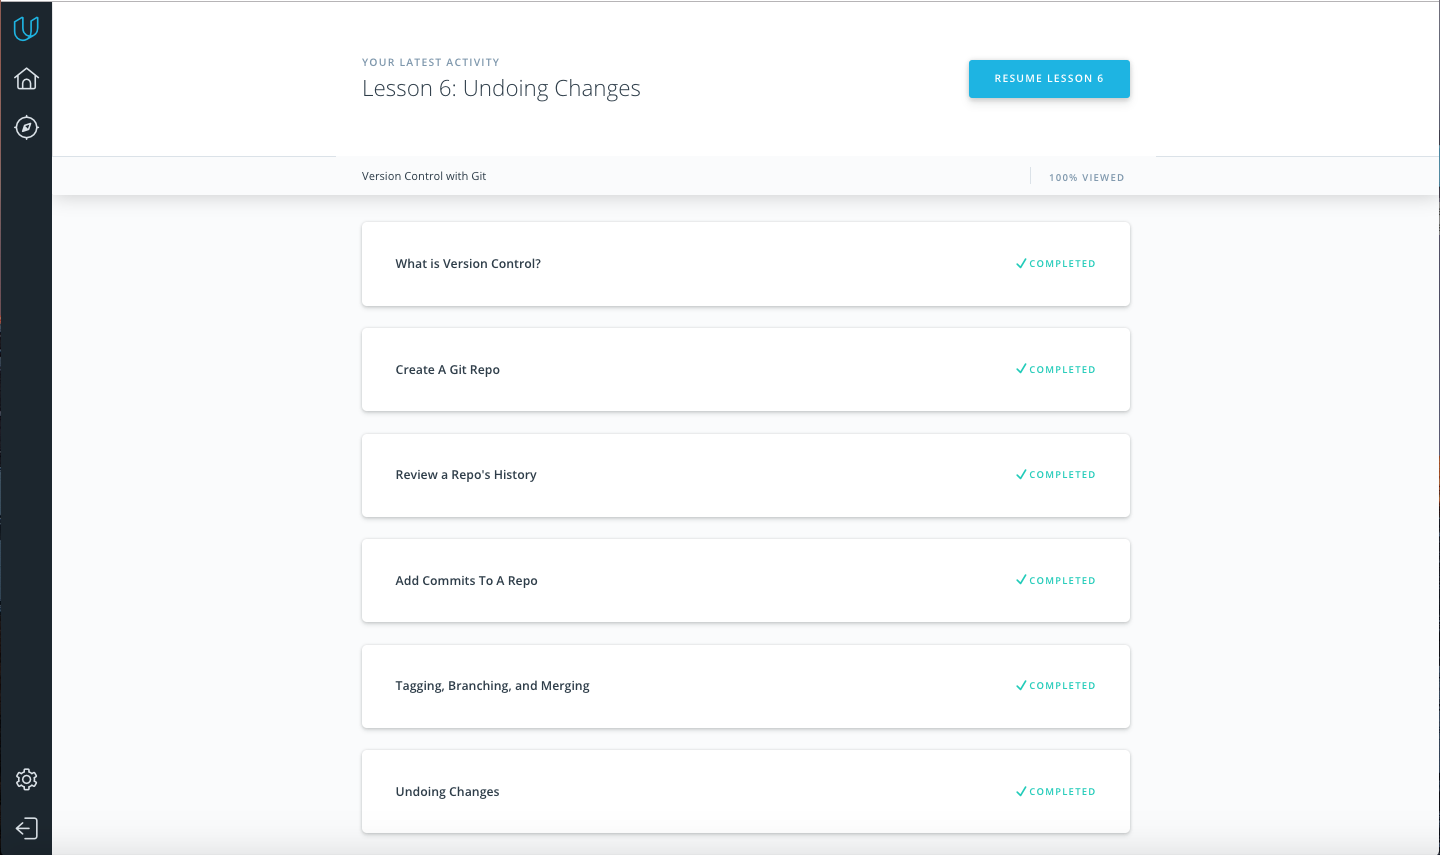 YOUR LATEST ACTIVITY
Lesson 6: Undoing Changes
RESUME LESSON 6
Version Control with Git
100% VIEWED
What is Version Control?
COMPLETED
Create A Git Repo
COMPLETED
Review a Repo's History
COMPLETED
Add Commits To A Repo
COMPLETED
Tagging, Branching, and Merging
COMPLETED
Undoing Changes
COMPLETED